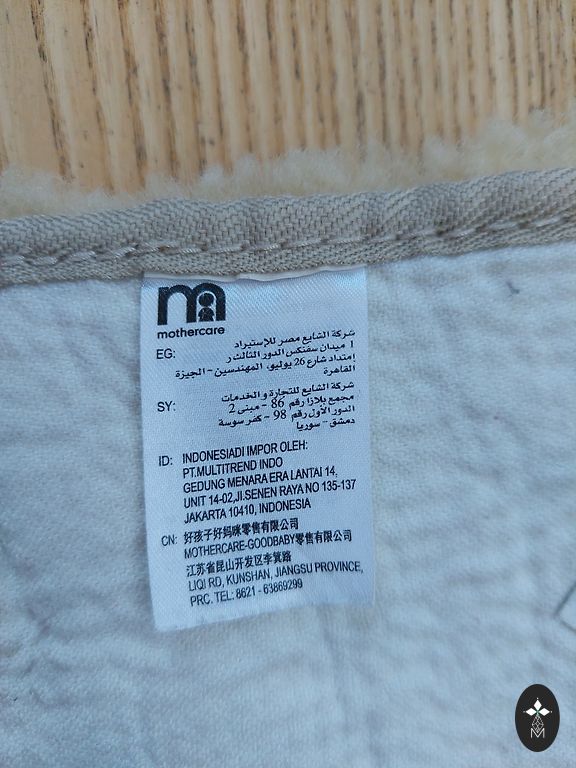 m
mothercare
EG: شركة الشايع مصر للإستيراد
1 ميدان سفنكس الدور الثالث ر
إمتداد شارع 26 يوليو، المهندسين - الجيزة
القاهرة
SY: شركة الشايع للتجارة و الخدمات
مجمع بلازا رقم 86 - مبنى 2
الدور الأول رقم 98 - كفر سوسة
دمشق - سوريا
ID: INDONESIADI IMPOR OLEH:
PT.MULTITREND INDO
GEDUNG MENARA ERA LANTAI 14,
UNIT 14-02,JI.SENEN RAYA NO 135-137
JAKARTA 10410, INDONESIA
CN: 好孩子好妈咪零售有限公司
MOTHERCARE-GOODBABY零售有限公司
江苏省昆山开发区李箕路
LIQI RD, KUNSHAN, JIANGSU PROVINCE,
PRC. TEL: 8621 - 63869299
M